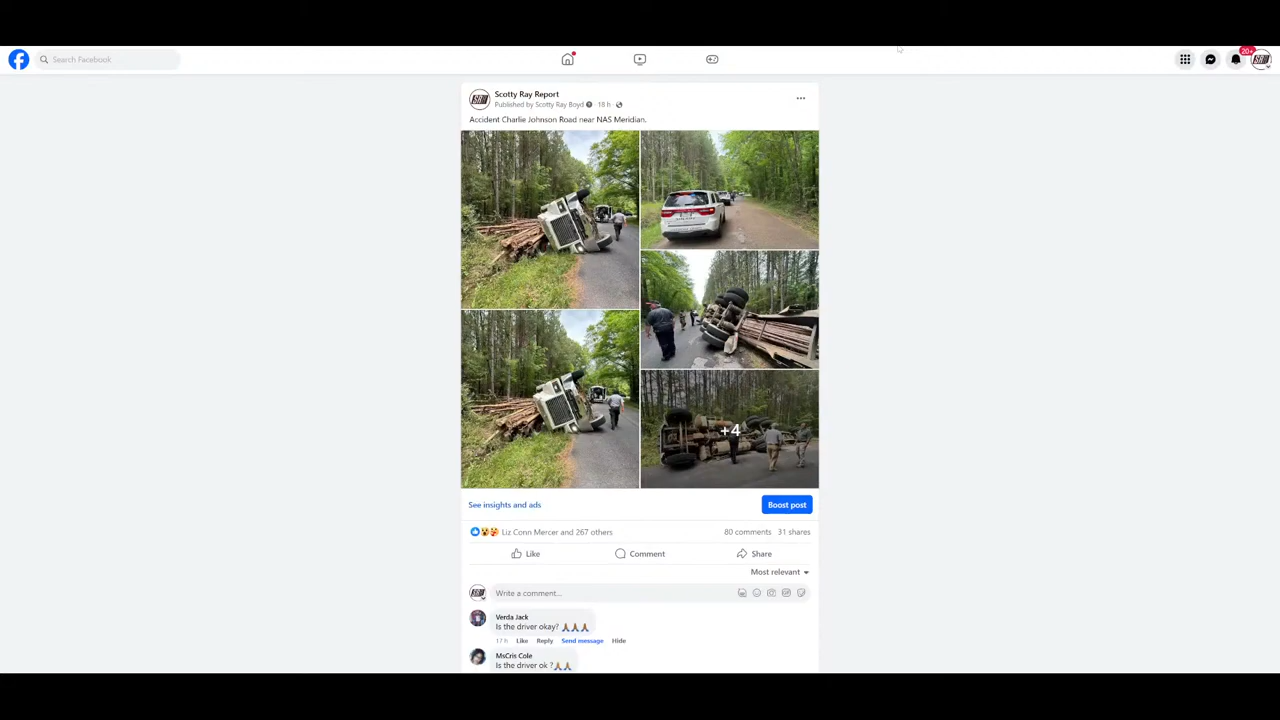 Search Facebook
20+
Scotty Ray Report
Published by Scotty Ray Boyd · 18 h ·
Accident Charlie Johnson Road near NAS Meridian.
+4
See insights and ads
Boost post
Liz Conn Mercer and 267 others
80 comments 31 shares
Like
Comment
Share
Most relevant
Write a comment...
Verda Jack
Is the driver okay? 🙏🏽🙏🏽🙏🏽
17 h Like Reply Send message Hide
MsCris Cole
Is the driver ok ?🙏🏽🙏🏽